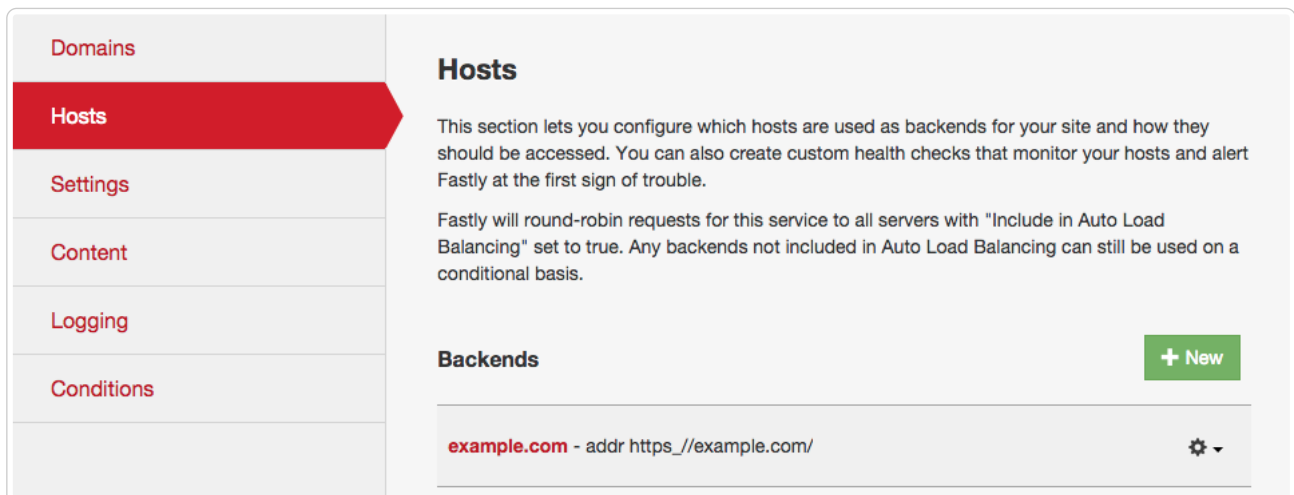 Domains
Hosts
Settings
Content
Logging
Conditions
Hosts
This section lets you configure which hosts are used as backends for your site and how they
should be accessed. You can also create custom health checks that monitor your hosts and alert
Fastly at the first sign of trouble.
Fastly will round-robin requests for this service to all servers with "Include in Auto Load
Balancing" set to true. Any backends not included in Auto Load Balancing can still be used on a
conditional basis.
Backends
+ New
example.com - addr https_//example.com/